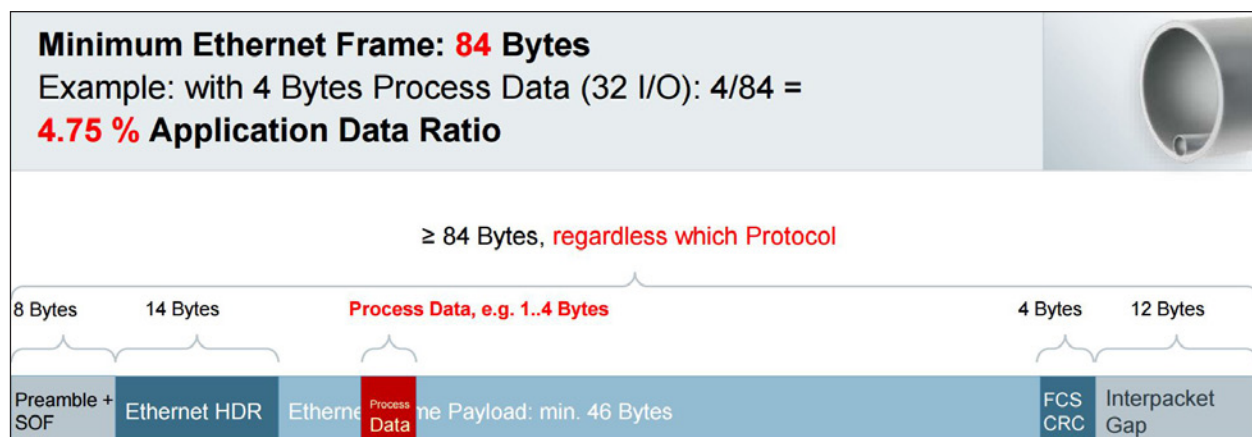 Minimum Ethernet Frame: 84 Bytes
Example: with 4 Bytes Process Data (32 I/O): 4/84 =
4.75 % Application Data Ratio
≥ 84 Bytes, regardless which Protocol
8 Bytes
14 Bytes
Process Data, e.g. 1..4 Bytes
4 Bytes
12 Bytes
Preamble +
SOF
Ethernet HDR
Etherne
Process
Data
me Payload: min. 46 Bytes
FCS
CRC
Interpacket
Gap